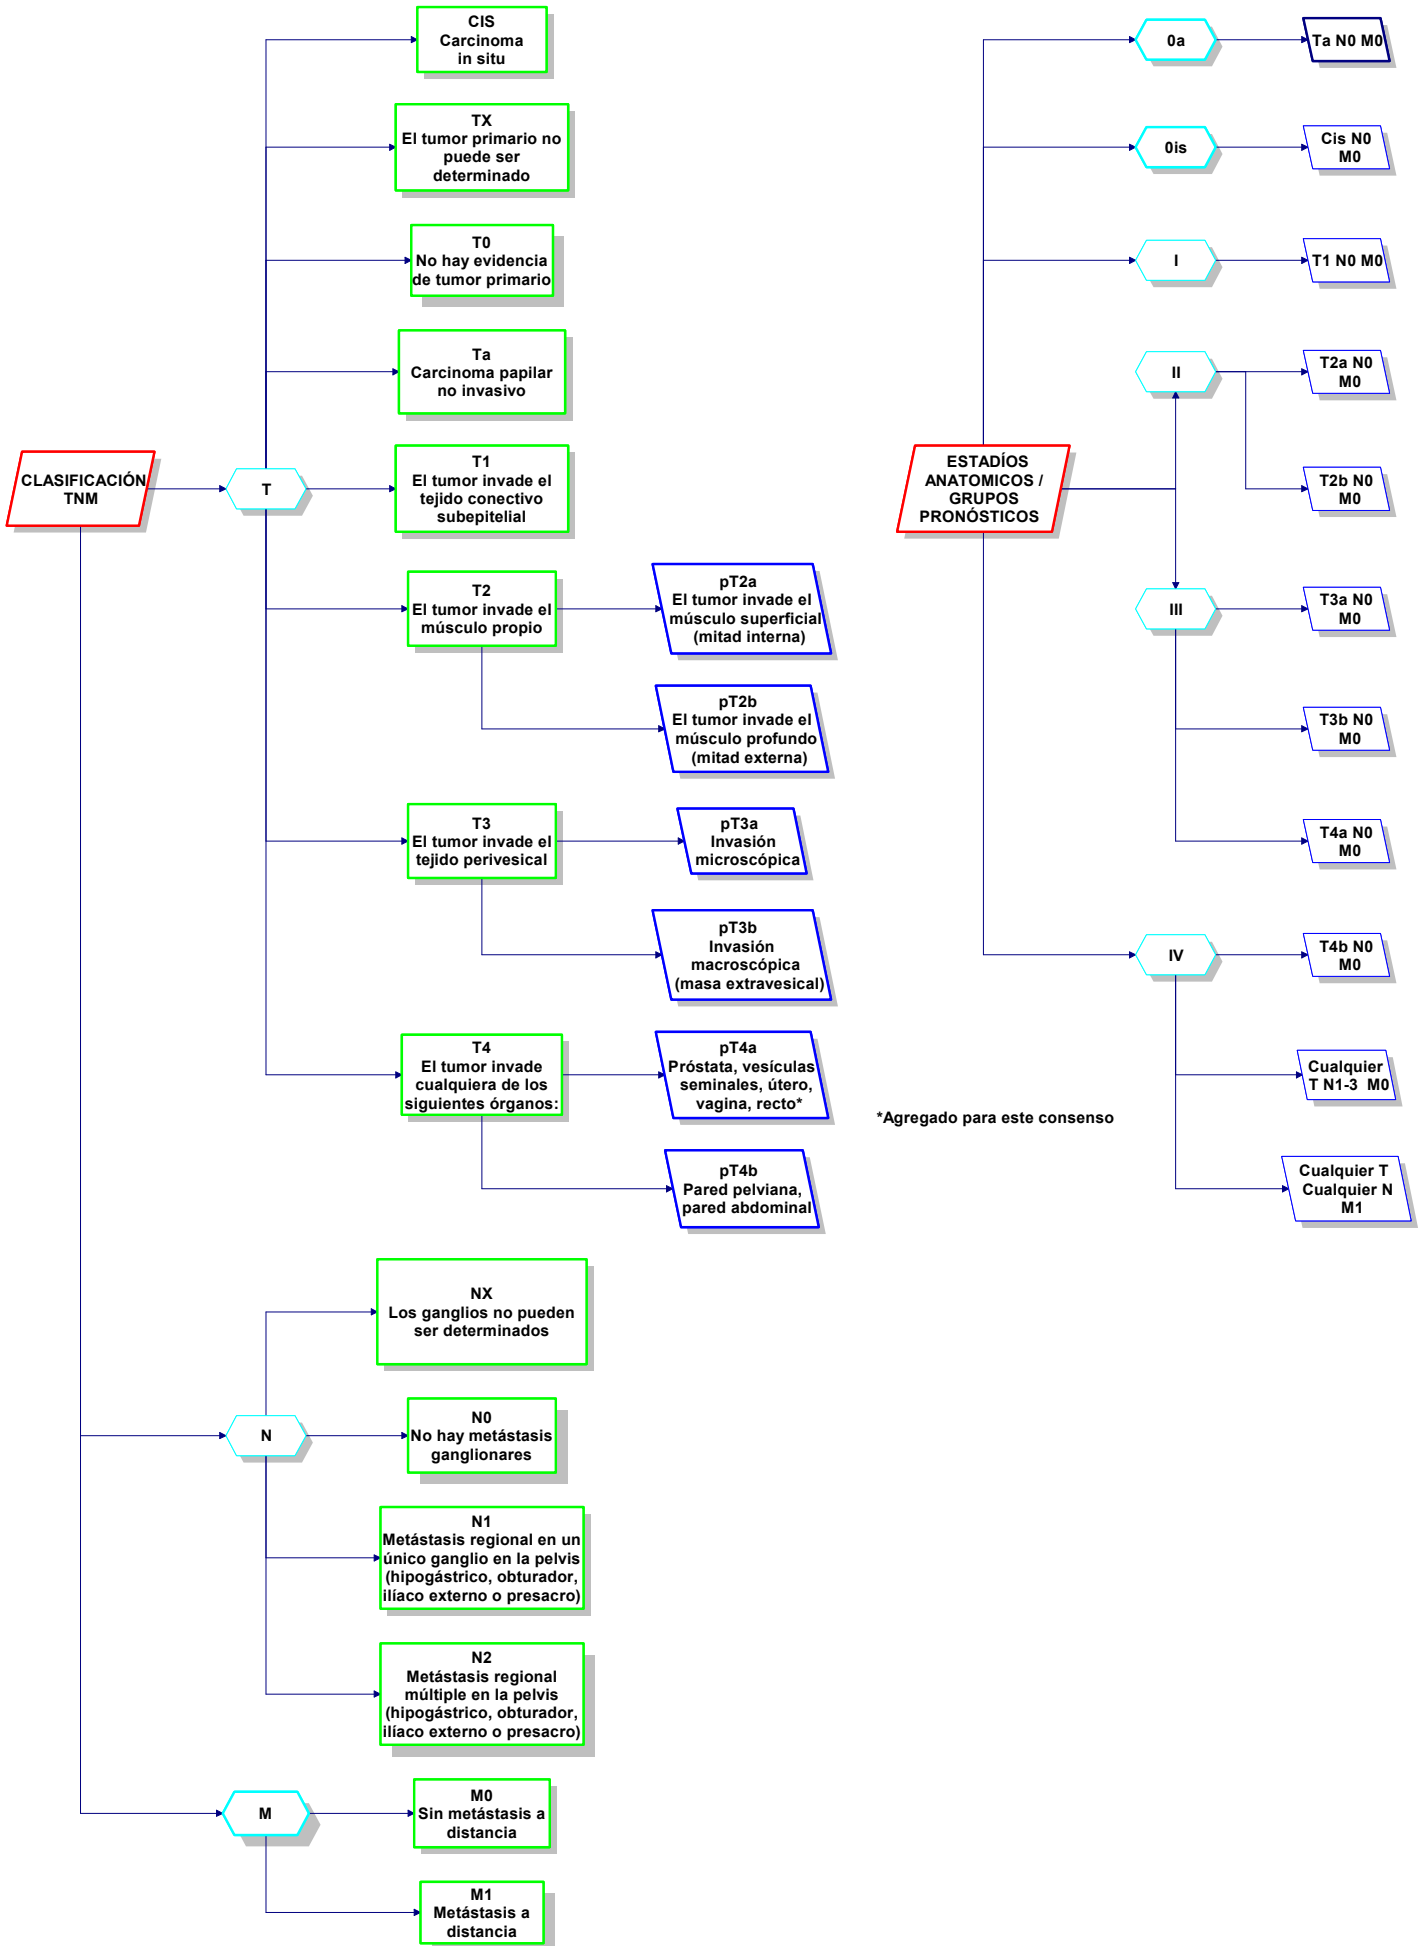 CLASIFICACIÓN
TNM
T
CIS
Carcinoma
in situ
TX
El tumor primario no
puede ser
determinado
T0
No hay evidencia
de tumor primario
Ta
Carcinoma papilar
no invasivo
T1
El tumor invade el
tejido conectivo
subepitelial
T2
El tumor invade el
músculo propio
pT2a
El tumor invade el
músculo superficial
(mitad interna)
pT2b
El tumor invade el
músculo profundo
(mitad externa)
T3
El tumor invade el
tejido perivesical
pT3a
Invasión
microscópica
pT3b
Invasión
macroscópica
(masa extravesical)
T4
El tumor invade
cualquiera de los
siguientes órganos:
pT4a
Próstata, vesículas
seminales, útero,
vagina, recto*
pT4b
Pared pelviana,
pared abdominal
N
NX
Los ganglios no pueden
ser determinados
N0
No hay metástasis
ganglionares
N1
Metástasis regional en un
único ganglio en la pelvis
(hipogástrico, obturador,
ilíaco externo o presacro)
N2
Metástasis regional
múltiple en la pelvis
(hipogástrico, obturador,
ilíaco externo o presacro)
M
M0
Sin metástasis a
distancia
M1
Metástasis a
distancia
ESTADÍOS
ANATOMICOS /
GRUPOS
PRONÓSTICOS
0a
Ta N0 M0
0is
Cis N0
M0
I
T1 N0 M0
II
T2a N0
M0
T2b N0
M0
III
T3a N0
M0
T3b N0
M0
T4a N0
M0
IV
T4b N0
M0
Cualquier
T N1-3 M0
Cualquier T
Cualquier N
M1
*Agregado para este consenso